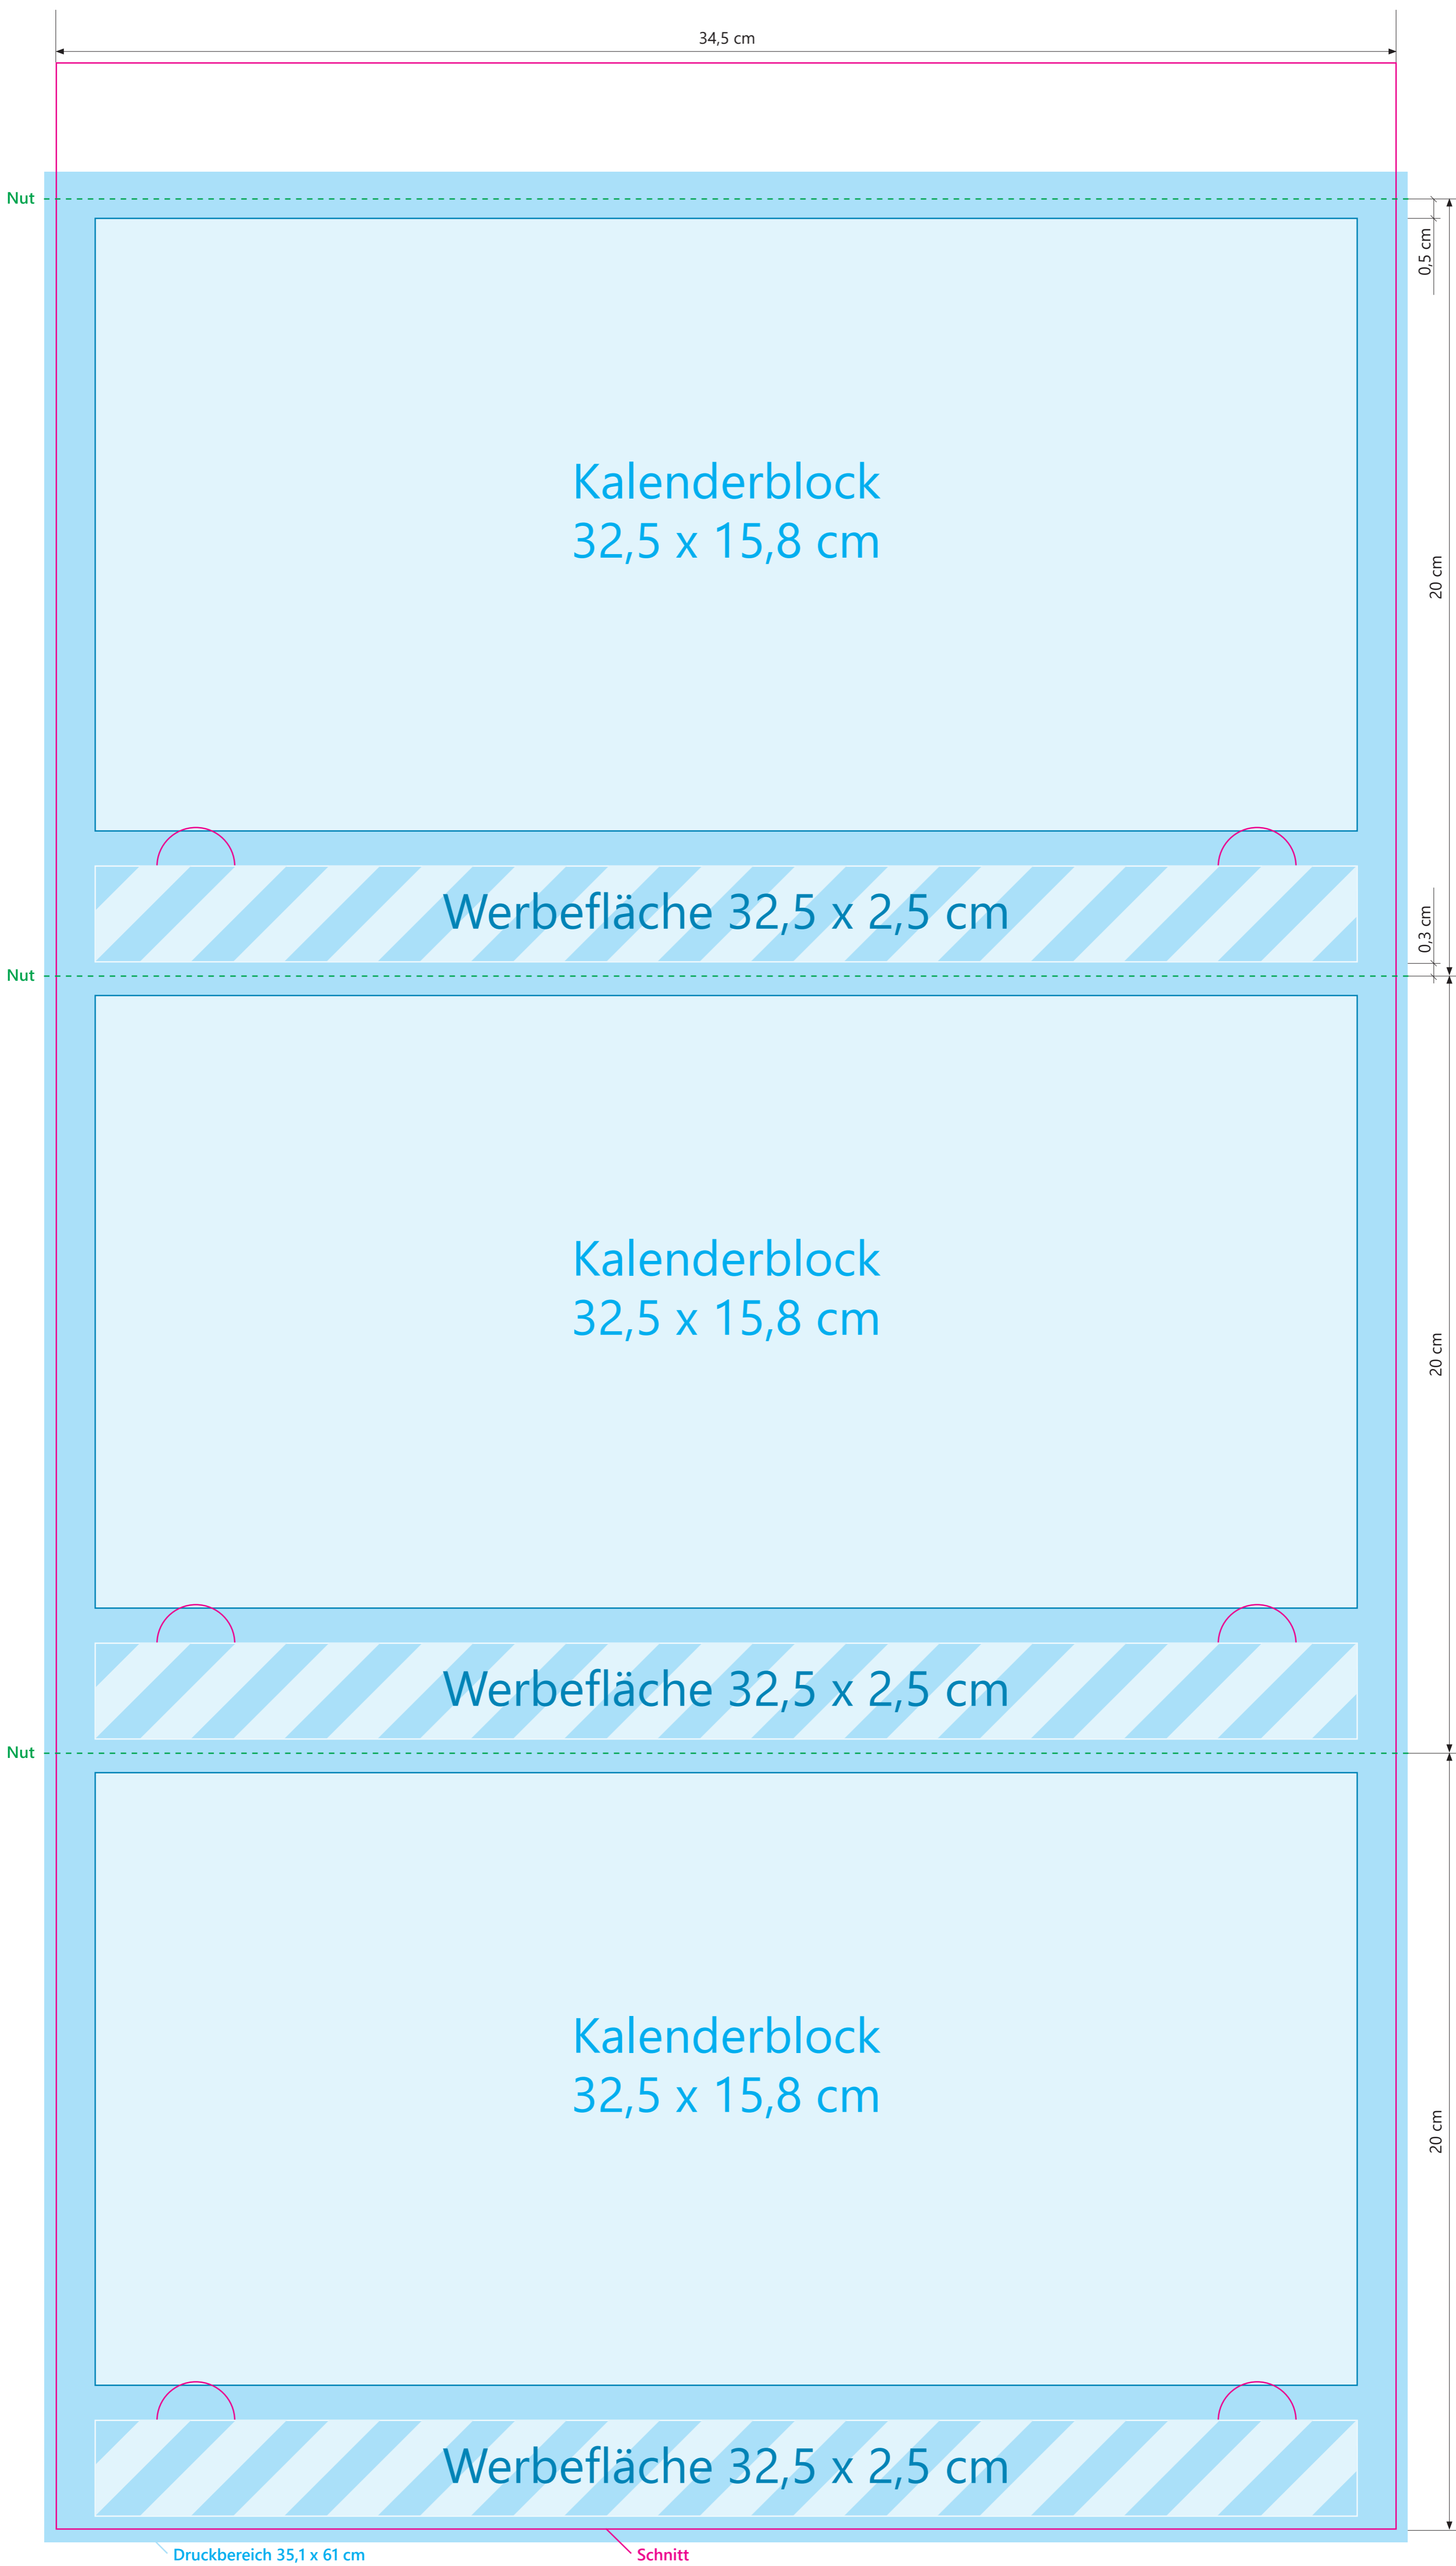 34,5 cm
Nut
0,5 cm
Kalenderblock
32,5 x 15,8 cm
20 cm
Werbefläche 32,5 x 2,5 cm
0,3 cm
Nut
Kalenderblock
32,5 x 15,8 cm
20 cm
Werbefläche 32,5 x 2,5 cm
Nut
Kalenderblock
32,5 x 15,8 cm
20 cm
Werbefläche 32,5 x 2,5 cm
Druckbereich 35,1 x 61 cm
Schnitt